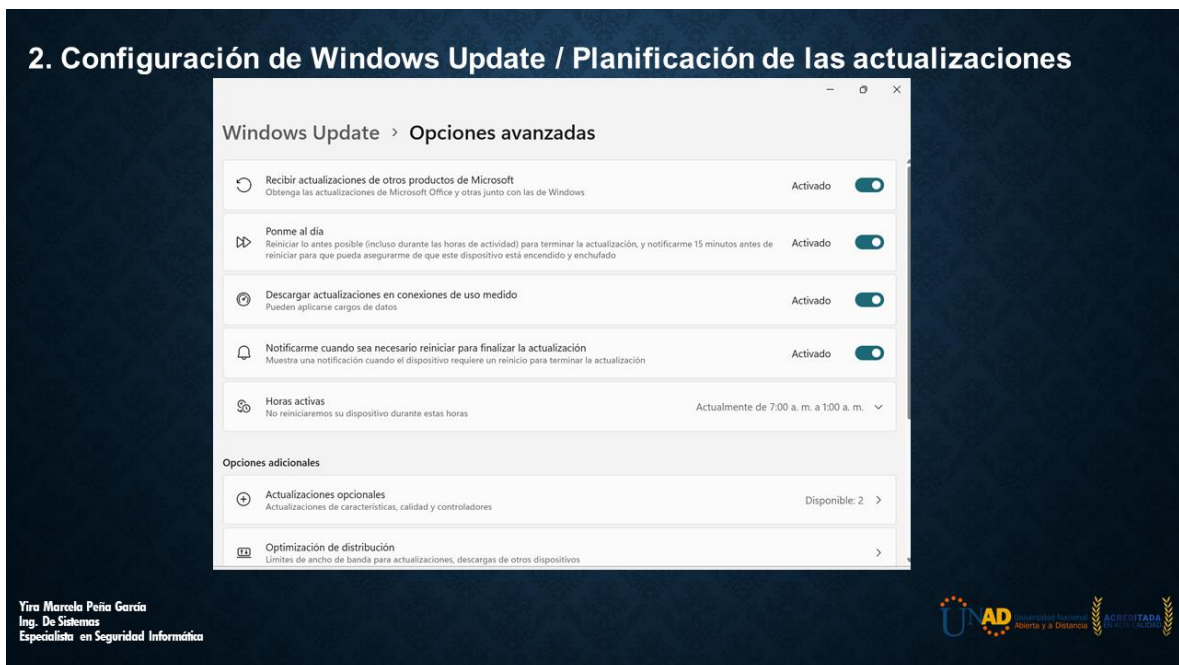 2. Configuración de Windows Update / Planificación de las actualizaciones
Windows Update > Opciones avanzadas
Recibir actualizaciones de otros productos de Microsoft
Obtenga las actualizaciones de Microsoft Office y otras junto con las de Windows
Activado
Ponme al día
Reiniciar lo antes posible (incluso durante las horas de actividad) para terminar la actualización, y notificarme 15 minutos antes de
reiniciar para que pueda asegurarme de que este dispositivo está encendido y enchufado
Activado
Descargar actualizaciones en conexiones de uso medido
Pueden aplicarse cargos de datos
Activado
Notificarme cuando sea necesario reiniciar para finalizar la actualización
Muestra una notificación cuando el dispositivo requiere un reinicio para terminar la actualización
Activado
Horas activas
No reiniciaremos su dispositivo durante estas horas
Actualmente de 7:00 a. m. a 1:00 a. m.
Opciones adicionales
Actualizaciones opcionales
Actualizaciones de características, calidad y controladores
Disponible: 2
Optimización de distribución
Límites de ancho de banda para actualizaciones, descargas de otros dispositivos
Yira Marcela Peña García
Ing. De Sistemas
Especialista en Seguridad Informática
UNAD
Universidad Nacional
Abierta y a Distancia
ACREDITADA
EN ALTA CALIDAD